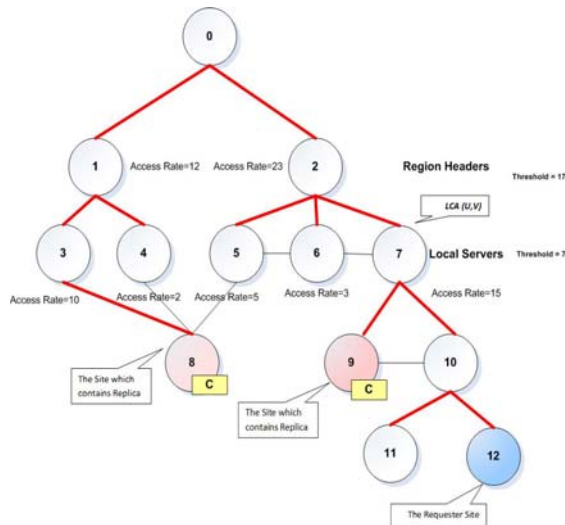 0
1
Access Rate=12
Access Rate=23
2
Region Headers
Threshold = 17
LCA (U,V)
3
4
5
6
7
Local Servers
Threshold = 7
Access Rate=10
Access Rate=2
Access Rate=5
Access Rate=3
Access Rate=15
8
C
The Site which
contains Replica
9
C
The Site which
contains Replica
10
11
12
The Requester Site